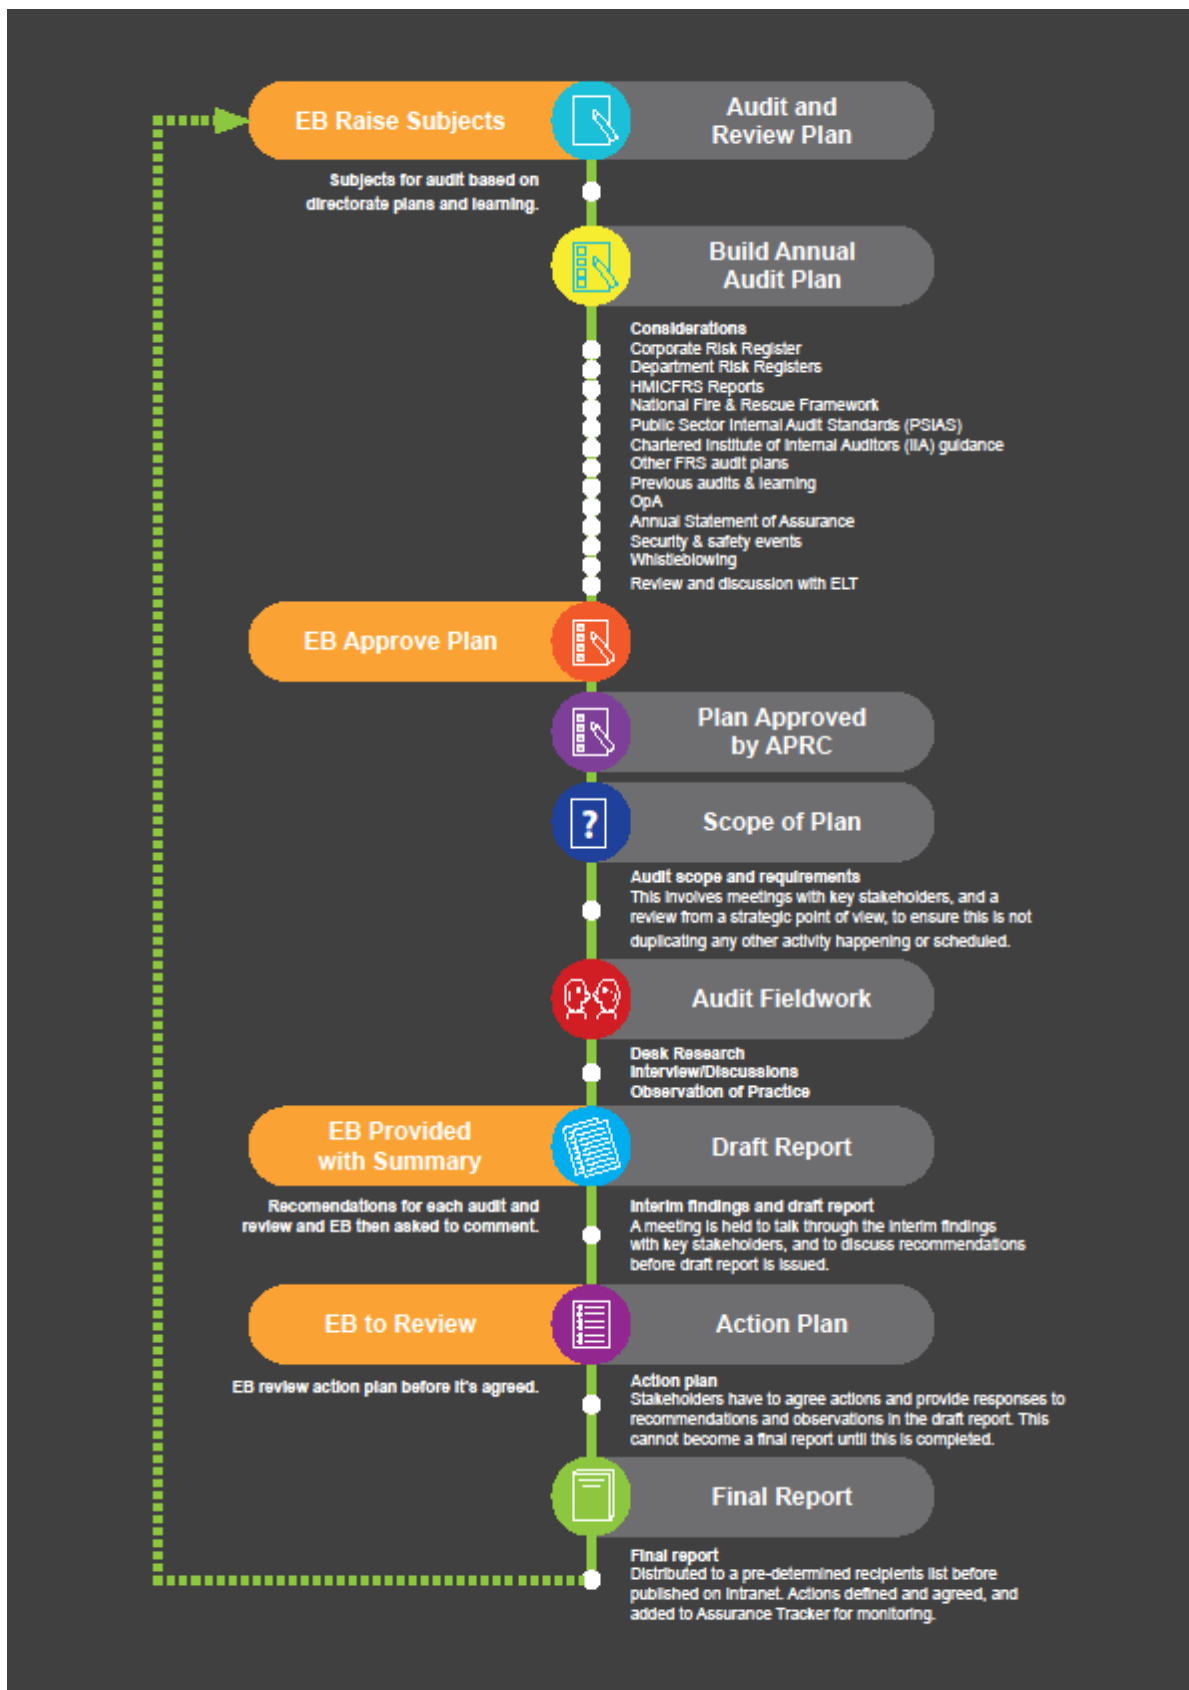 EB Raise Subjects
Audit and
Review Plan
Subjects for audit based on
directorate plans and learning.
Build Annual
Audit Plan
Considerations
Corporate Risk Register
Department Risk Registers
HMICFRS Reports
National Fire & Rescue Framework
Public Sector Internal Audit Standards (PSIAS)
Chartered Institute of Internal Auditors (IIA) guidance
Other FRS audit plans
Previous audits & learning
OpA
Annual Statement of Assurance
Security & safety events
Whistleblowing
Review and discussion with ELT
EB Approve Plan
Plan Approved
by APRC
?
Scope of Plan
Audit scope and requirements
This involves meetings with key stakeholders, and a
review from a strategic point of view, to ensure this is not
duplicating any other activity happening or scheduled.
Audit Fieldwork
Desk Research
Interview/Discussions
Observation of Practice
EB Provided
with Summary
Draft Report
Recomendations for each audit and
review and EB then asked to comment.
Interim findings and draft report
A meeting is held to talk through the interim findings
with key stakeholders, and to discuss recommendations
before draft report is issued.
EB to Review
Action Plan
EB review action plan before it's agreed.
Action plan
Stakeholders have to agree actions and provide responses to
recommendations and observations in the draft report. This
cannot become a final report until this is completed.
Final Report
Final report
Distributed to a pre-determined recipients list before
published on Intranet. Actions defined and agreed, and
added to Assurance Tracker for monitoring.